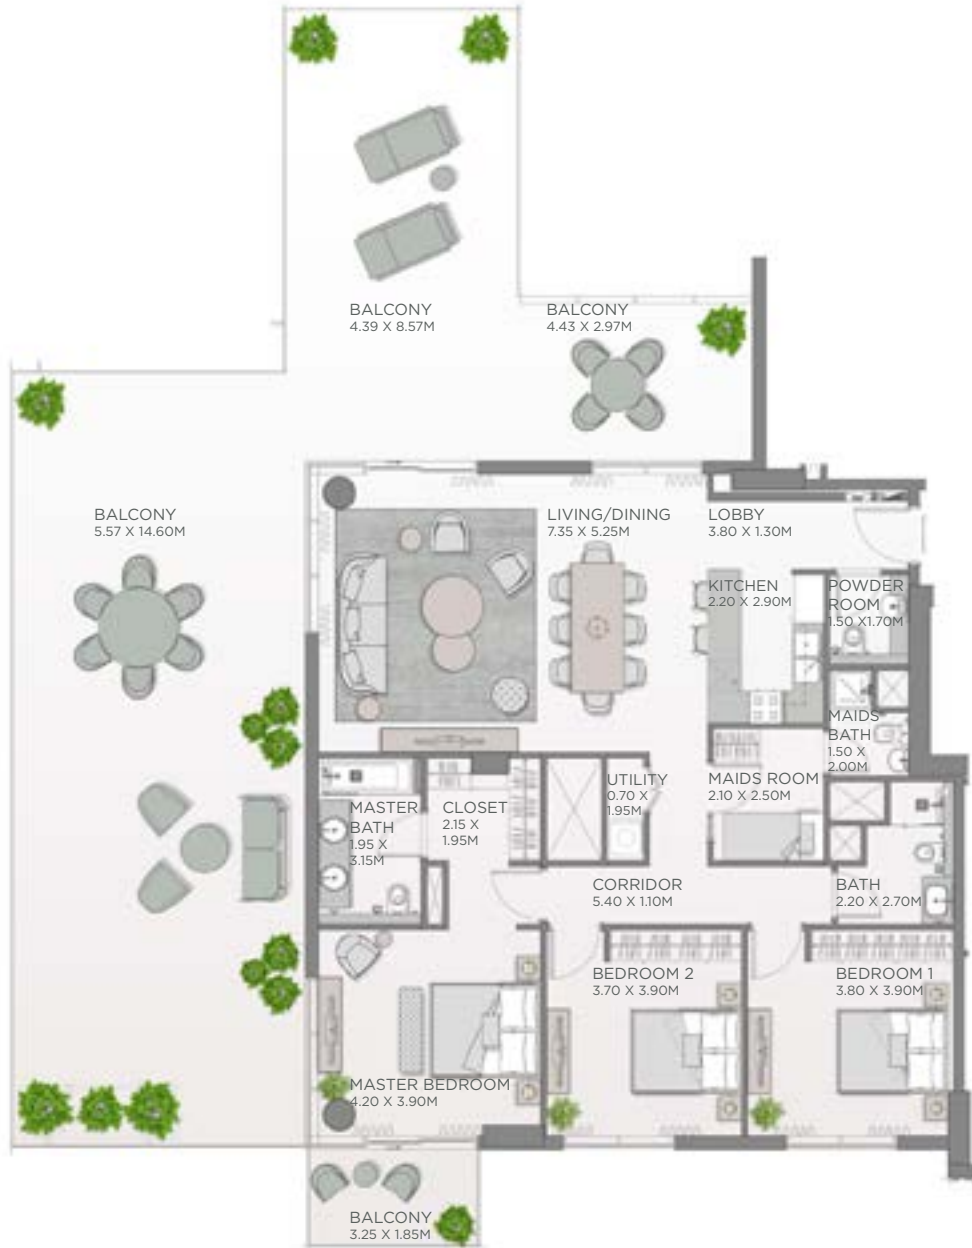 BALCONY
4.39 X 8.57M
BALCONY
4.43 X 2.97M
BALCONY
5.57 X 14.60M
LIVING/DINING
7.35 X 5.25M
LOBBY
3.80 X 1.30M
KITCHEN
2.20 X 2.90M
POWDER
ROOM
1.50 X1.70M
MAIDS
BATH
1.50 X
2.00M
MASTER
BATH
1.95 X
3.15M
CLOSET
2.15 X
1.95M
UTILITY
0.70 X
1.95M
MAIDS ROOM
2.10 X 2.50M
CORRIDOR
5.40 X 1.10M
BATH
2.20 X 2.70M
BEDROOM 2
3.70 X 3.90M
BEDROOM 1
3.80 X 3.90M
MASTER BEDROOM
4.20 X 3.90M
BALCONY
3.25 X 1.85M